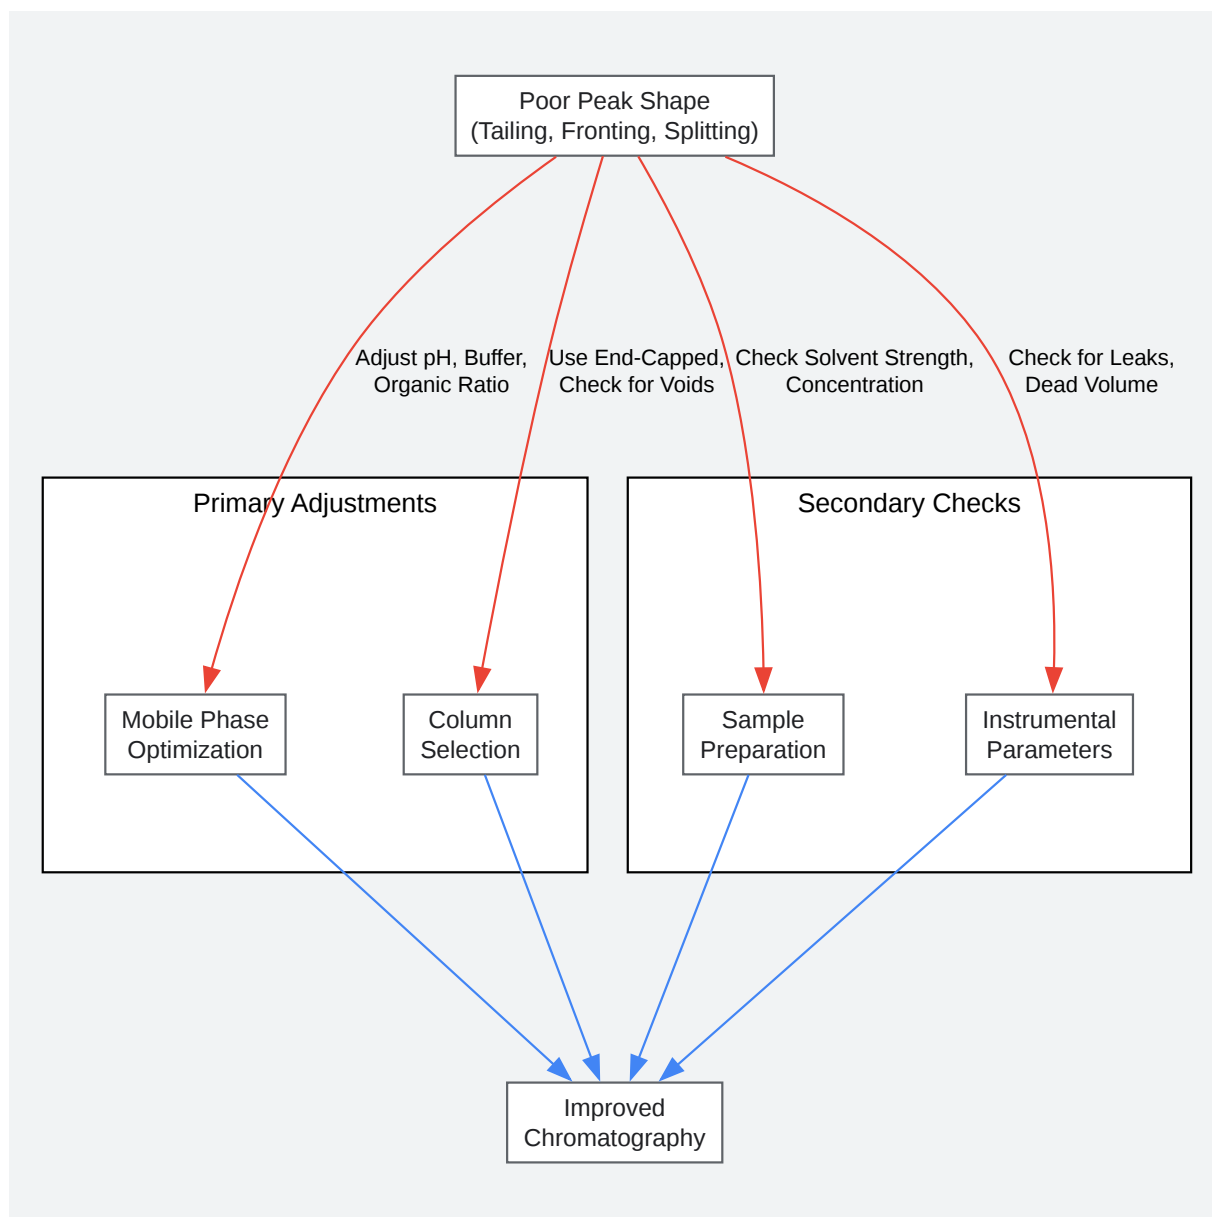 Poor Peak Shape
(Tailing, Fronting, Splitting)
Adjust pH, Buffer,
Organic Ratio
Use End-Capped,
Check for Voids
Check Solvent Strength,
Concentration
Check for Leaks,
Dead Volume
Primary Adjustments
Secondary Checks
Mobile Phase
Optimization
Column
Selection
Sample
Preparation
Instrumental
Parameters
Improved
Chromatography